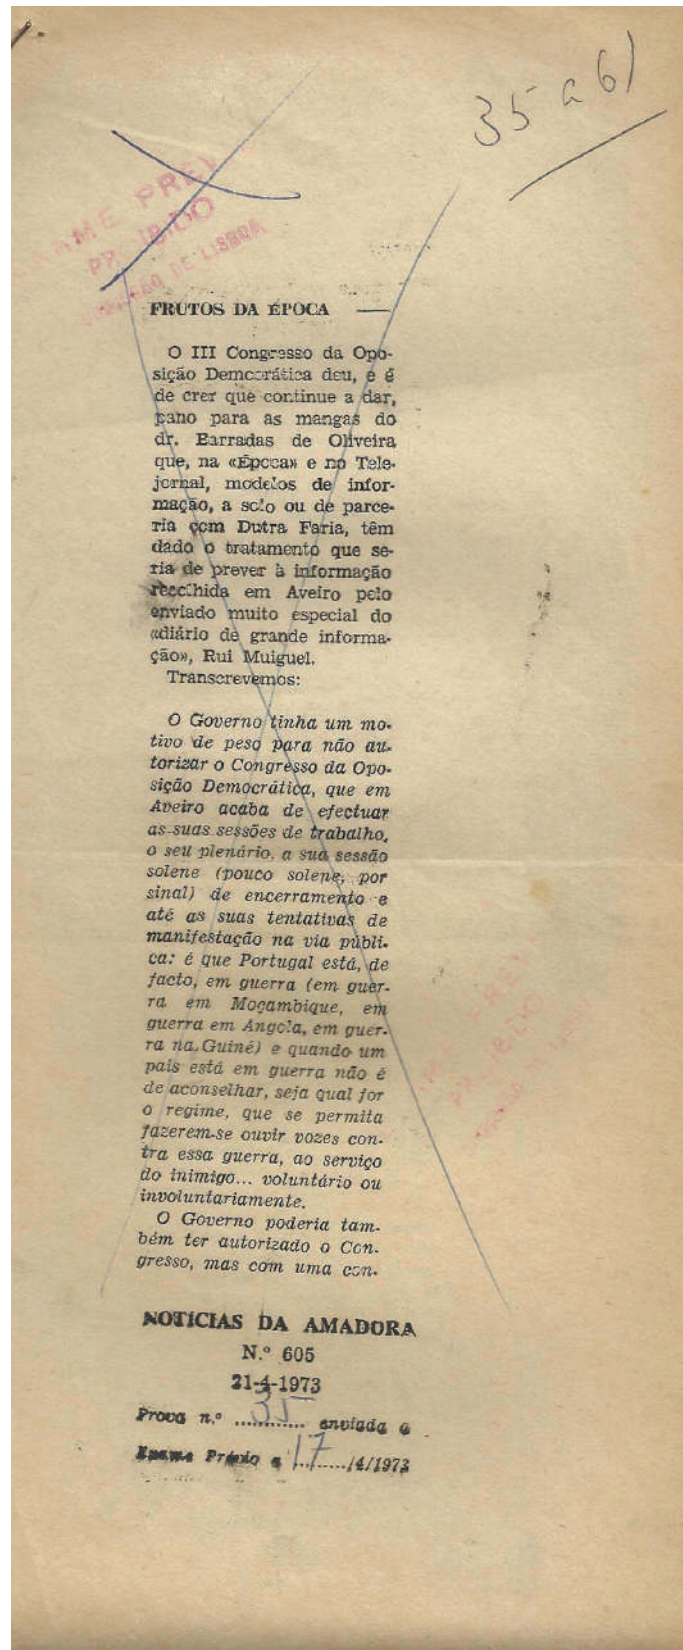 35 a 61
EXAME PRÉV
PR IBIDO
DE LISBOA
FRUTOS DA ÉPOCA —
O III Congresso da Opo-
sição Democrática deu, e é
de crer que continue a dar,
pano para as mangas do
dr. Barradas de Oliveira
que, na «Época» e no Tele-
jornal, modelos de infor-
mação, a solo ou de parce-
ria com Dutra Faria, têm
dado o tratamento que se-
ria de prever à informação
recolhida em Aveiro pelo
enviado muito especial do
«diário de grande informa-
ção», Rui Muiguel.
Transcrevemos:
O Governo tinha um mo-
tivo de peso para não au-
torizar o Congresso da Opo-
sição Democrática, que em
Aveiro acaba de efectuar
as suas sessões de trabalho,
o seu plenário, a sua sessão
solene (pouco solene, por
sinal) de encerramento e
até as suas tentativas de
manifestação na via públi-
ca: é que Portugal está, de
facto, em guerra (em guer-
ra em Moçambique, em
guerra em Angola, em guer-
ra na Guiné) e quando um
país está em guerra não é
de aconselhar, seja qual for
o regime, que se permita
fazerem-se ouvir vozes con-
tra essa guerra, ao serviço
do inimigo... voluntário ou
involuntariamente.
O Governo poderia tam-
bém ter autorizado o Con-
gresso, mas com uma con-
NOTÍCIAS DA AMADORA
N.º 605
21-4-1973
Prova n.º 35 enviada a
Exame Prévio a 17/4/1973